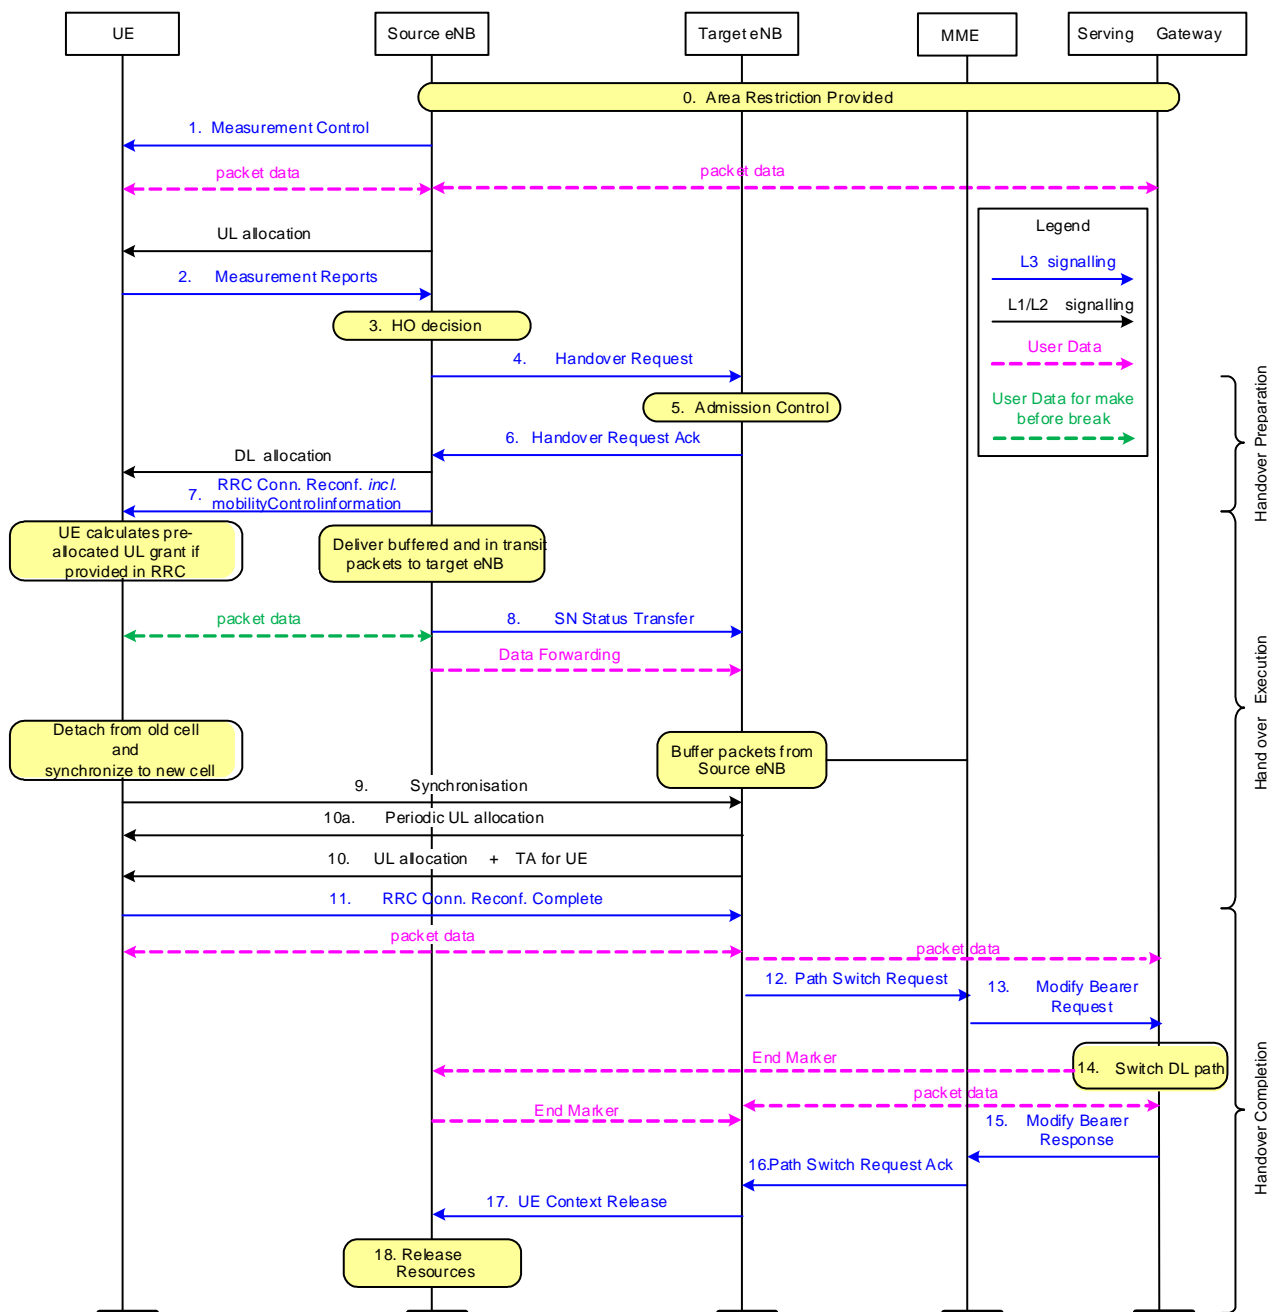 UE
Source eNB
Target eNB
MME
Serving Gateway
0. Area Restriction Provided
1. Measurement Control
packet data
packet data
Legend
UL allocation
L3 signalling
2. Measurement Reports
L1/L2 signalling
3. HO decision
User Data
4. Handover Request
User Data for make
before break
5. Admission Control
6. Handover Request Ack
DL allocation
7. RRC Conn. Reconf. incl.
mobilityControlinformation
Handover Preparation
UE calculates pre-
allocated UL grant if
provided in RRC
Deliver buffered and in transit
packets to target eNB
packet data
8. SN Status Transfer
Data Forwarding
Hand over Execution
Detach from old cell
and
synchronize to new cell
Buffer packets from
Source eNB
9. Synchronisation
10a. Periodic UL allocation
10. UL allocation + TA for UE
11. RRC Conn. Reconf. Complete
packet data
packet data
12. Path Switch Request
13. Modify Bearer
Request
End Marker
14. Switch DL path
packet data
End Marker
15. Modify Bearer
Response
16.Path Switch Request Ack
17. UE Context Release
Handover Completion
18. Release
Resources